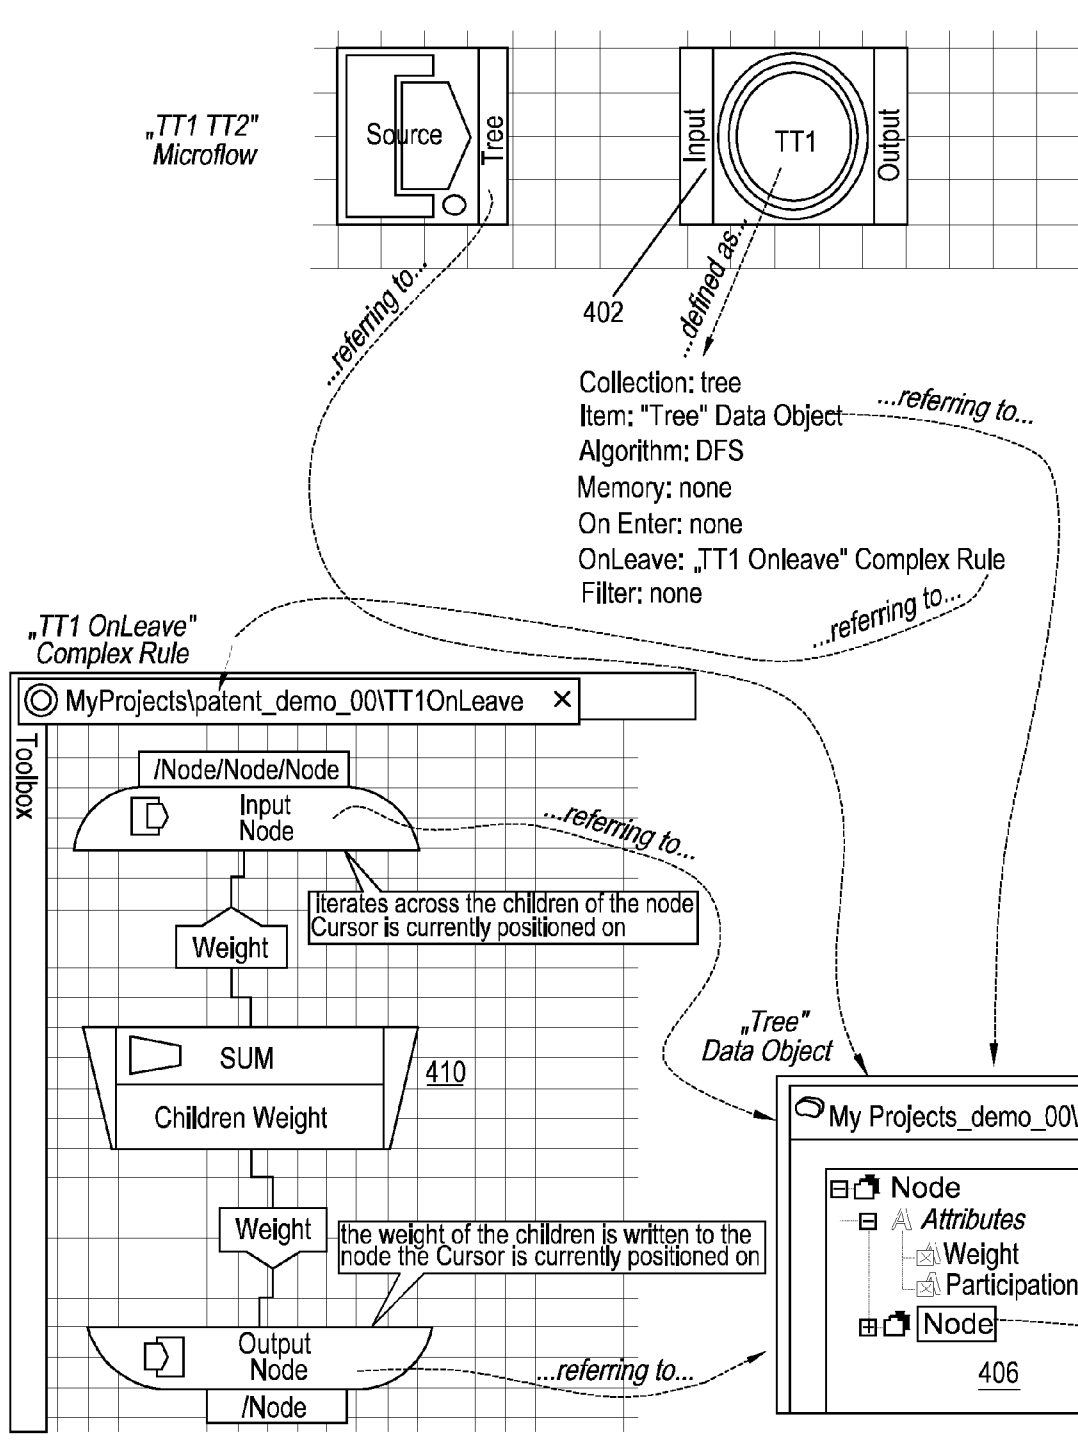 „TT1 TT2"
Microflow
Source
Tree
Input
TT1
Output
402
...referring to...
...defined as...
Collection: tree
Item: "Tree" Data Object
...referring to...
Algorithm: DFS
Memory: none
On Enter: none
OnLeave: „TT1 Onleave" Complex Rule
Filter: none
...referring to...
„TT1 OnLeave"
Complex Rule
MyProjects\patent_demo_00\TT1OnLeave
Toolbox
/Node/Node/Node
Input
Node
...referring to...
iterates across the children of the node
Cursor is currently positioned on
Weight
SUM
Children Weight
410
„Tree"
Data Object
My Projects_demo_00\
Node
Attributes
Weight
Participation
Node
406
Weight
the weight of the children is written to the
node the Cursor is currently positioned on
Output
Node
/Node
...referring to...